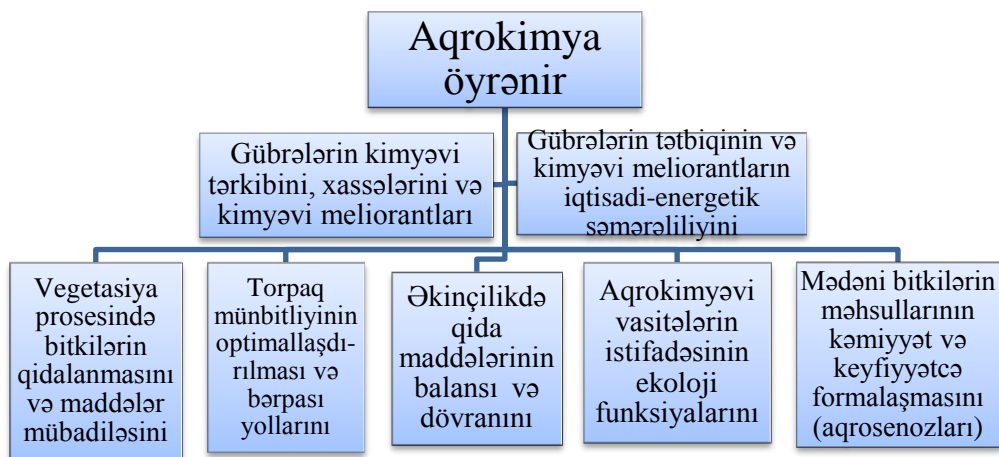 Aqrokimya
öyrənir
Gübrələrin kimyəvi
tərkibini, xassələrini və
kimyəvi meliorantları
Gübrələrin tətbiqinin və
kimyəvi meliorantların
iqtisadi-energetik
səmərəliliyini
Vegetasiya
prosesində
bitkilərin
qidalanmasını
və maddələr
mübadiləsini
Torpaq
münbitliyinin
optimallaşdı-
rılması və
bərpası
yollarını
Əkinçilikdə
qida
maddələrinin
balansı və
dövranını
Aqrokimyəvi
vasitələrin
istifadəsinin
ekoloji
funksiyalarını
Mədəni bitkilərin
məhsullarının
kəmiyyət və
keyfiyyətcə
formalaşmasını
(aqrosenozları)